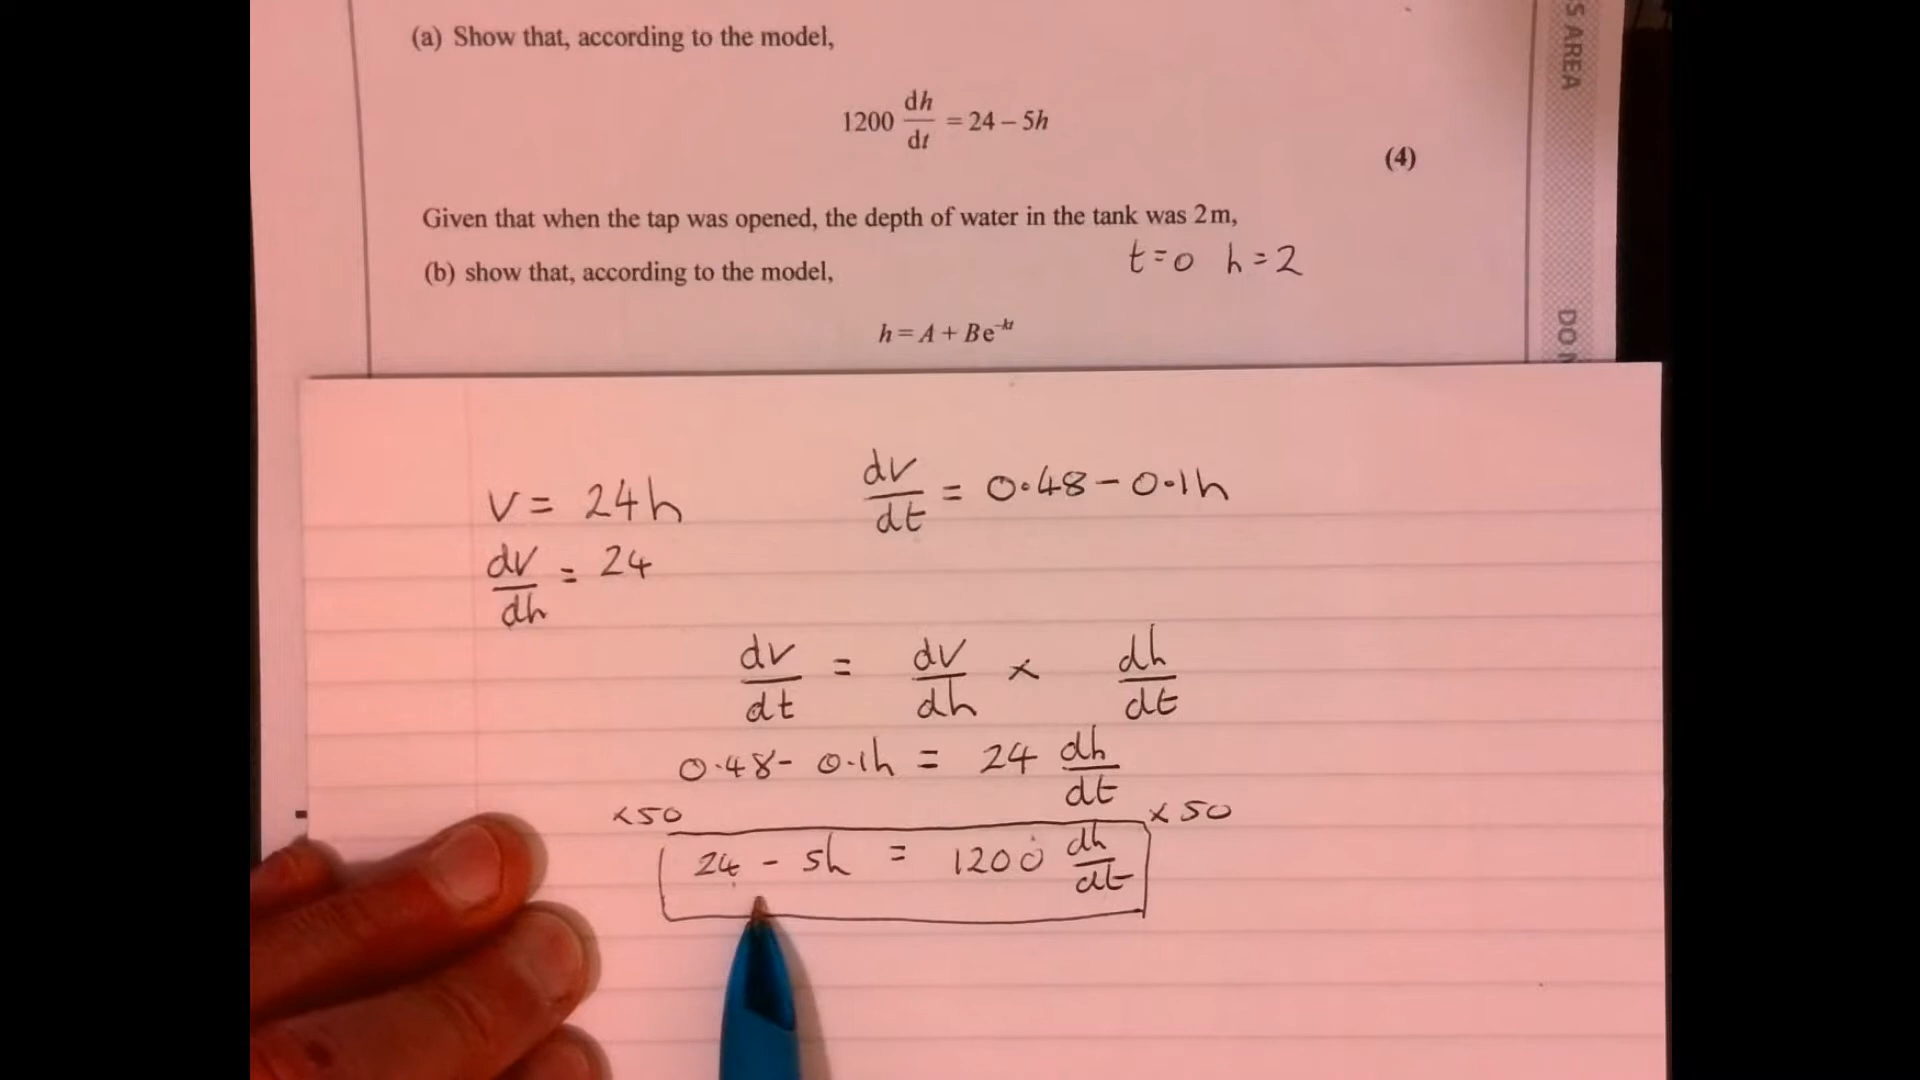 (a) Show that, according to the model,
1200 dh/dt = 24 – 5h
(4)
Given that when the tap was opened, the depth of water in the tank was 2 m,
t = 0 h = 2
(b) show that, according to the model,
h = A + Be^–kt
V = 24h
dv/dt = 0.48 - 0.1h
dv/dh = 24
dv/dt = dv/dh × dh/dt
0.48 - 0.1h = 24 dh/dt
×50 ×50
24 - 5h = 1200 dh/dt
S AREA
DO